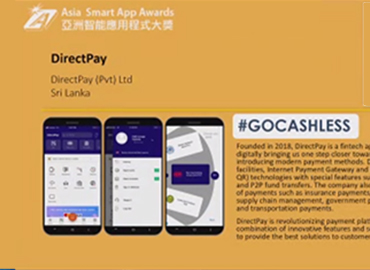 Asia Smart App Awards
亞洲智能應用程式大獎
DirectPay
DirectPay (Pvt) Ltd
Sri Lanka
#GOCASHLESS
Founded in 2018, DirectPay is a fintech ap
digitally bringing us one step closer towar
introducing modern payment methods. D
facilities, Internet Payment Gateway and
QR) technologies with special features su
and P2P fund transfers. The company also
of payments such as insurance payments
supply chain management, government p
and transportation payments.
DirectPay is revolutionizing payment platf
combination of innovative features and s
to provide the best solutions to customer